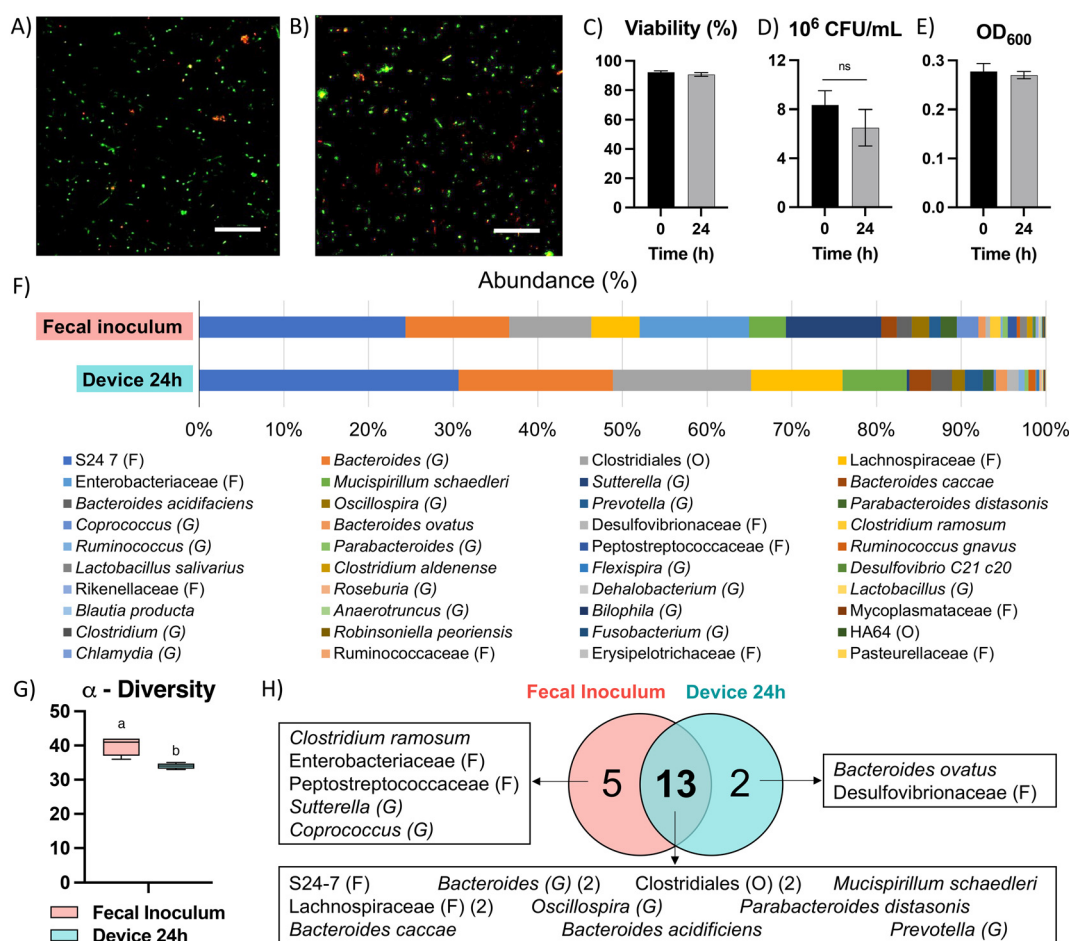 A)
B)
C)
Viability (%)
100
80
60
40
20
0
0 24
Time (h)
D)
10⁶ CFU/mL
12
8
4
0
ns
0 24
Time (h)
E)
OD₆₀₀
0.3
0.2
0.1
0.0
0 24
Time (h)
F)
Abundance (%)
Fecal inoculum
Device 24h
0% 10% 20% 30% 40% 50% 60% 70% 80% 90% 100%
S24 7 (F) Bacteroides (G) Clostridiales (O) Lachnospiraceae (F)
Enterobacteriaceae (F) Mucispirillum schaedleri Sutterella (G) Bacteroides caccae
Bacteroides acidifaciens Oscillospira (G) Prevotella (G) Parabacteroides distasonis
Coprococcus (G) Bacteroides ovatus Desulfovibrionaceae (F) Clostridium ramosum
Ruminococcus (G) Parabacteroides (G) Peptostreptococcaceae (F) Ruminococcus gnavus
Lactobacillus salivarius Clostridium aldenense Flexispira (G) Desulfovibrio C21 c20
Rikenellaceae (F) Roseburia (G) Dehalobacterium (G) Lactobacillus (G)
Blautia producta Anaerotruncus (G) Bilophila (G) Mycoplasmataceae (F)
Clostridium (G) Robinsoniella peoriensis Fusobacterium (G) HA64 (O)
Chlamydia (G) Ruminococcaceae (F) Erysipelotrichaceae (F) Pasteurellaceae (F)
G)
α - Diversity
50
40
30
20
10
0
a
b
Fecal Inoculum
Device 24h
H)
Fecal Inoculum Device 24h
Clostridium ramosum
Enterobacteriaceae (F)
Peptostreptococcaceae (F)
Sutterella (G)
Coprococcus (G)
5 13 2
Bacteroides ovatus
Desulfovibrionaceae (F)
S24-7 (F) Bacteroides (G) (2) Clostridiales (O) (2) Mucispirillum schaedleri
Lachnospiraceae (F) (2) Oscillospira (G) Parabacteroides distasonis
Bacteroides caccae Bacteroides acidificiens Prevotella (G)